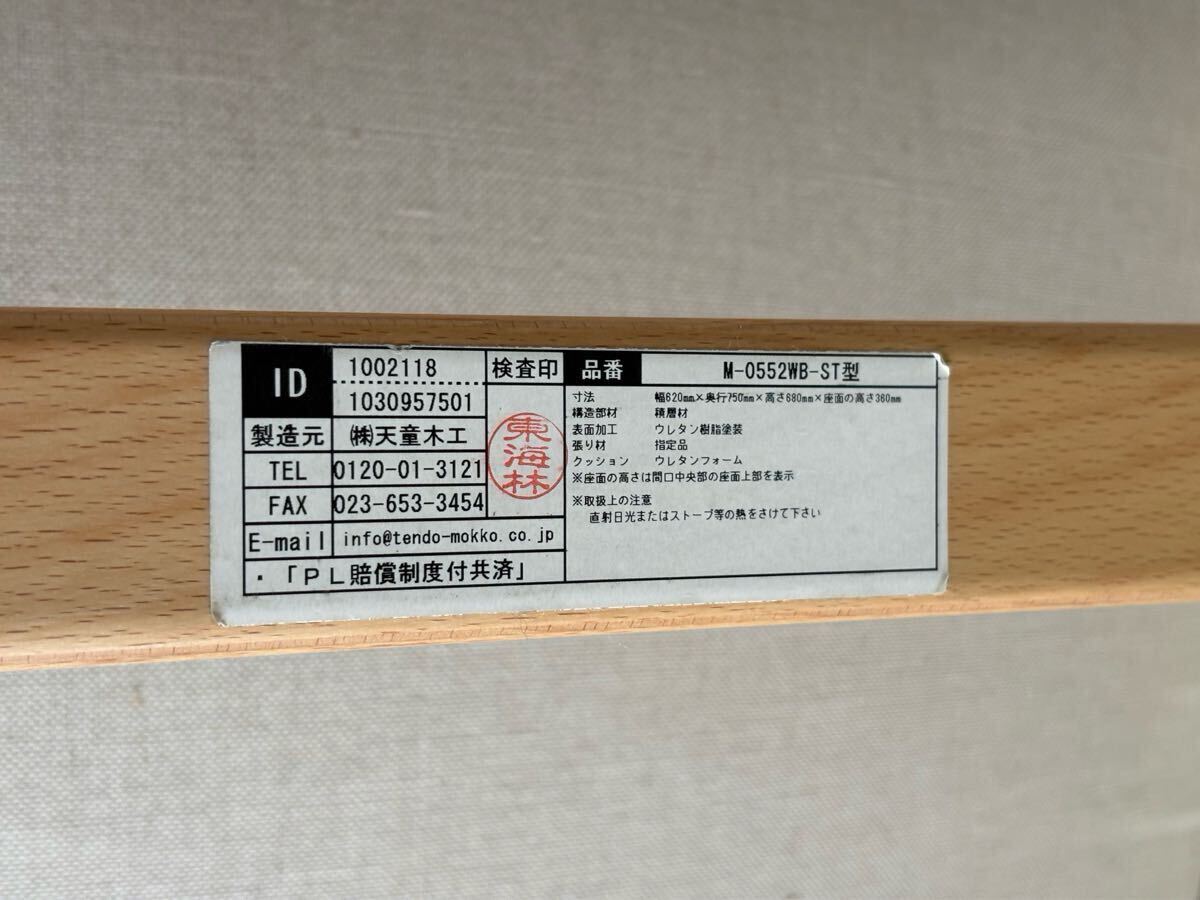 ID
1002118
1030957501
検査印
製造元
㈱天童木工
東海林
TEL
0120-01-3121
FAX
023-653-3454
E-mail
info@tendo-mokko.co.jp
・「ＰＬ賠償制度付共済」
品番
M-0552WB-ST型
寸法 幅620mm×奥行750mm×高さ680mm×座面の高さ360mm
構造部材 積層材
表面加工 ウレタン樹脂塗装
張り材 指定品
クッション ウレタンフォーム
※座面の高さは間口中央部の座面上部を表示
※取扱上の注意
直射日光またはストーブ等の熱をさけて下さい